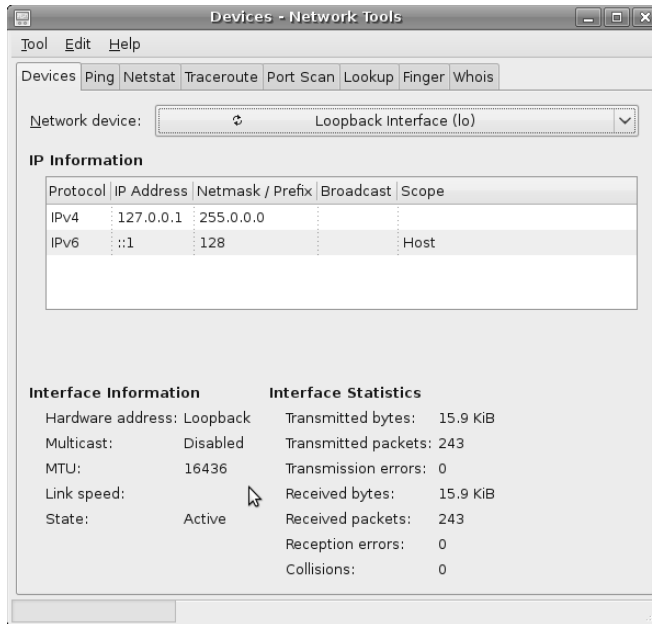 Devices - Network Tools
Tool Edit Help
Devices Ping Netstat Traceroute Port Scan Lookup Finger Whois
Network device: Loopback Interface (lo)
IP Information
Protocol IP Address Netmask / Prefix Broadcast Scope
IPv4 127.0.0.1 255.0.0.0
IPv6 ::1 128 Host
Interface Information
Hardware address: Loopback
Multicast: Disabled
MTU: 16436
Link speed:
State: Active
Interface Statistics
Transmitted bytes: 15.9 KiB
Transmitted packets: 243
Transmission errors: 0
Received bytes: 15.9 KiB
Received packets: 243
Reception errors: 0
Collisions: 0